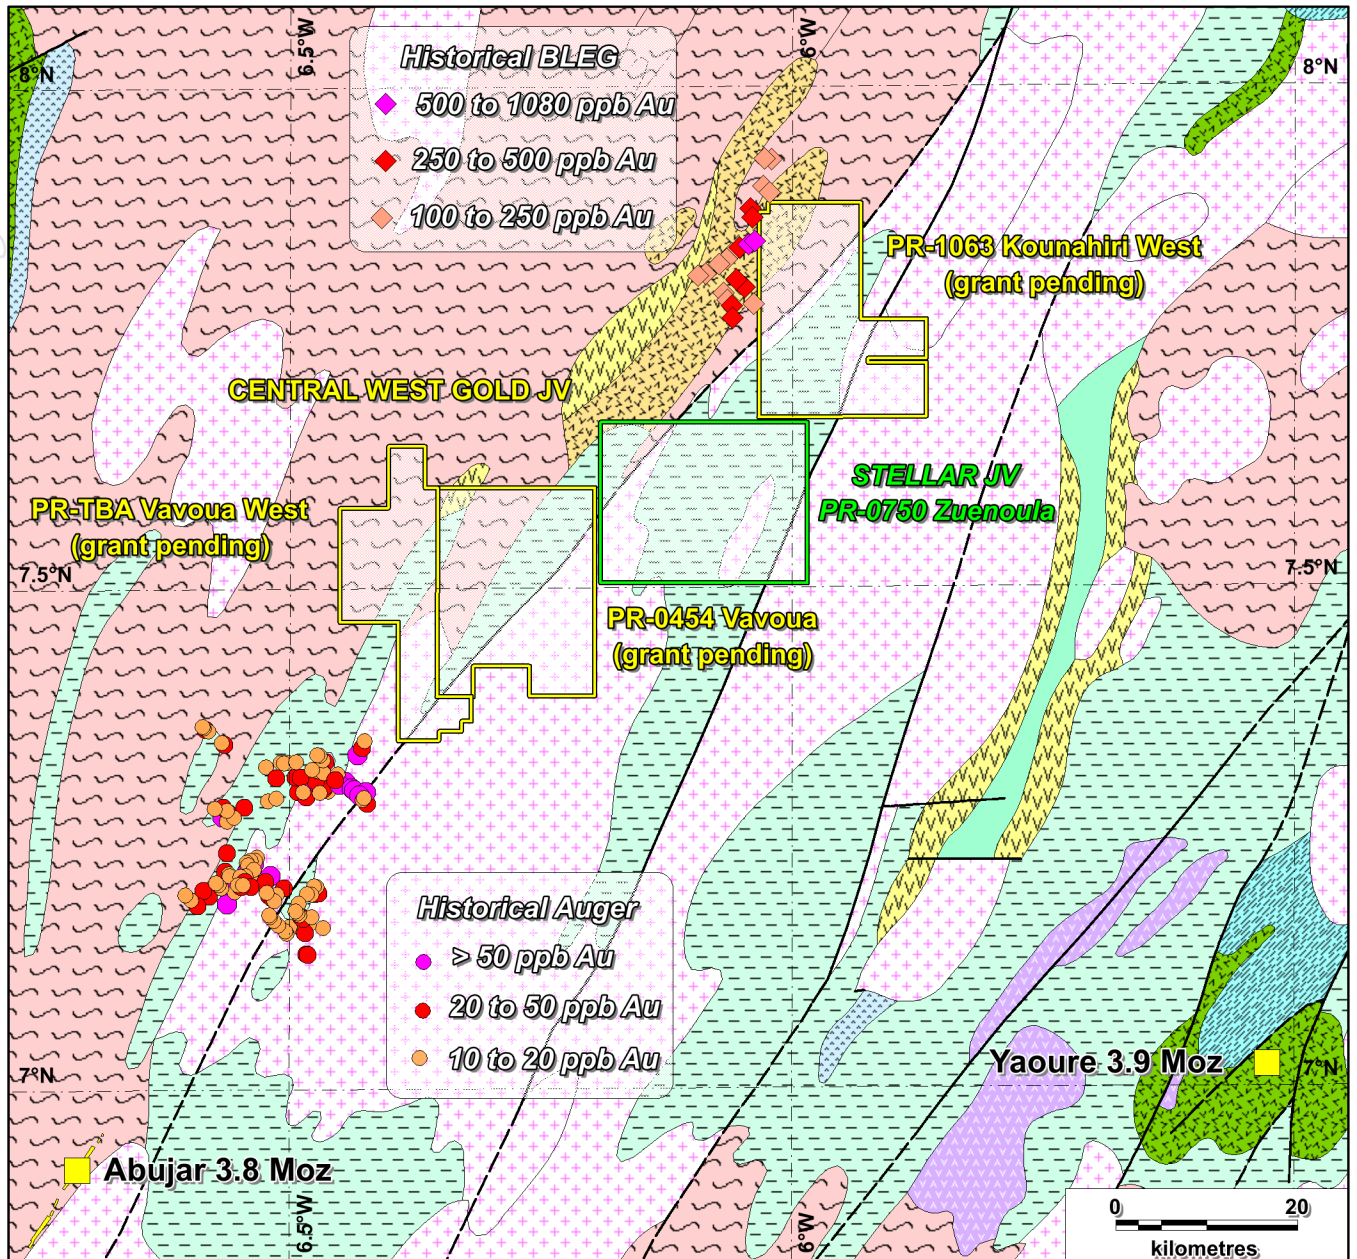 6.5°W
6°W
8°N
8°N
Historical BLEG
500 to 1080 ppb Au
250 to 500 ppb Au
100 to 250 ppb Au
PR-1063 Kounahiri West
(grant pending)
CENTRAL WEST GOLD JV
STELLAR JV
PR-0750 Zuenoula
PR-TBA Vavoua West
(grant pending)
7.5°N
7.5°N
PR-0454 Vavoua
(grant pending)
Historical Auger
> 50 ppb Au
20 to 50 ppb Au
10 to 20 ppb Au
7°N
Yaoure 3.9 Moz
7°N
Abujar 3.8 Moz
6.5°W
6°W
0 20
kilometres